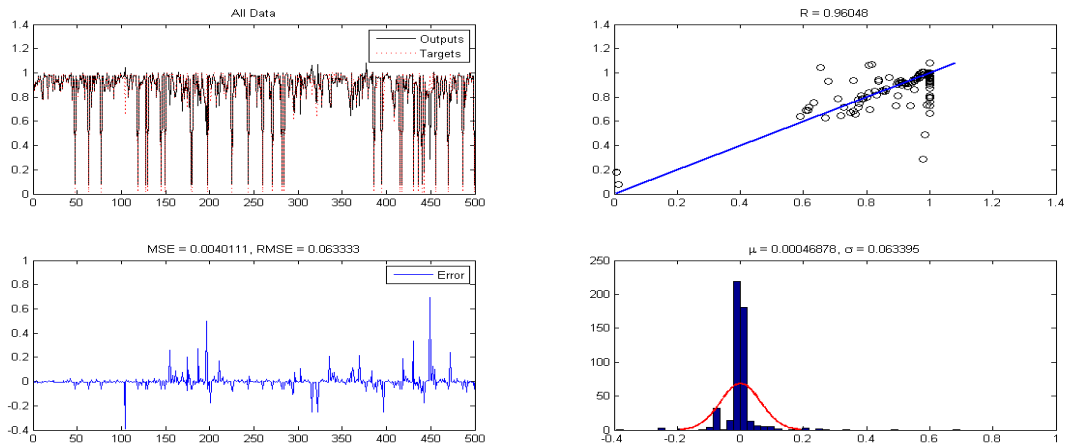 All Data
1.4
1.2
1
0.8
0.6
0.4
0.2
0
0 50 100 150 200 250 300 350 400 450 500
Outputs
Targets
R = 0.96048
1.4
1.2
1
0.8
0.6
0.4
0.2
0
0 0.2 0.4 0.6 0.8 1 1.2 1.4
MSE = 0.0040111, RMSE = 0.063333
1
0.8
0.6
0.4
0.2
0
-0.2
-0.4
0 50 100 150 200 250 300 350 400 450 500
Error
μ = 0.00046878, σ = 0.063395
250
200
150
100
50
0
-0.4 -0.2 0 0.2 0.4 0.6 0.8 1